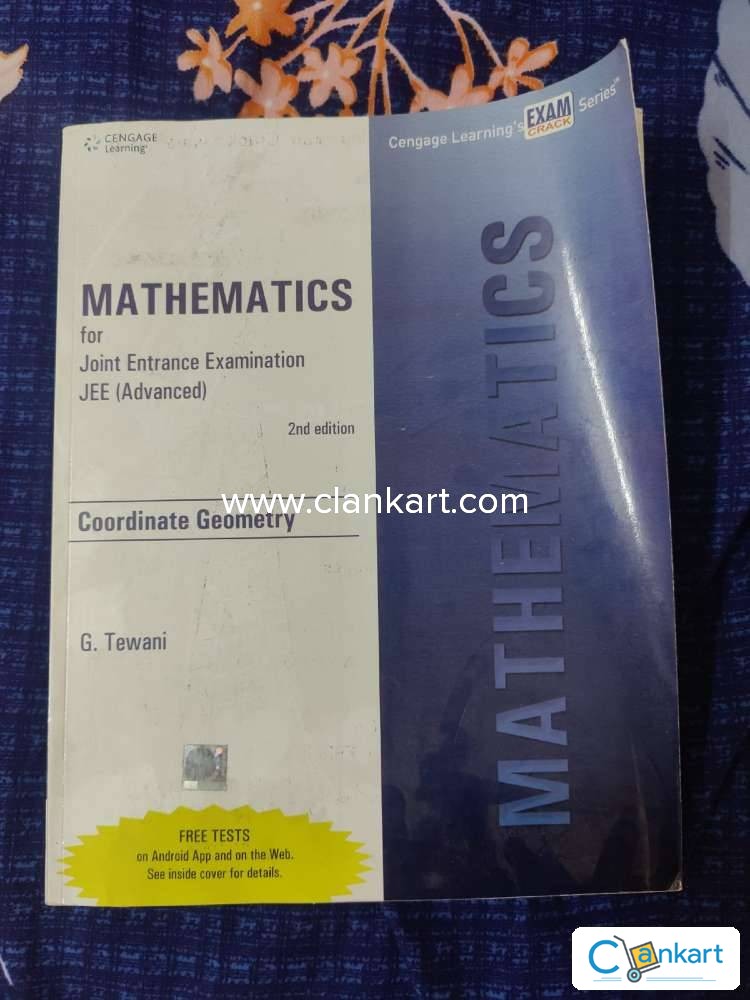 CENGAGE
Learning
Cengage Learning's EXAM CRACK Series™
MATHEMATICS
for
Joint Entrance Examination
JEE (Advanced)
2nd edition
Coordinate Geometry
G. Tewani
MATHEMATICS
FREE TESTS
on Android App and on the Web.
See inside cover for details.
www.clankart.com
Clankart